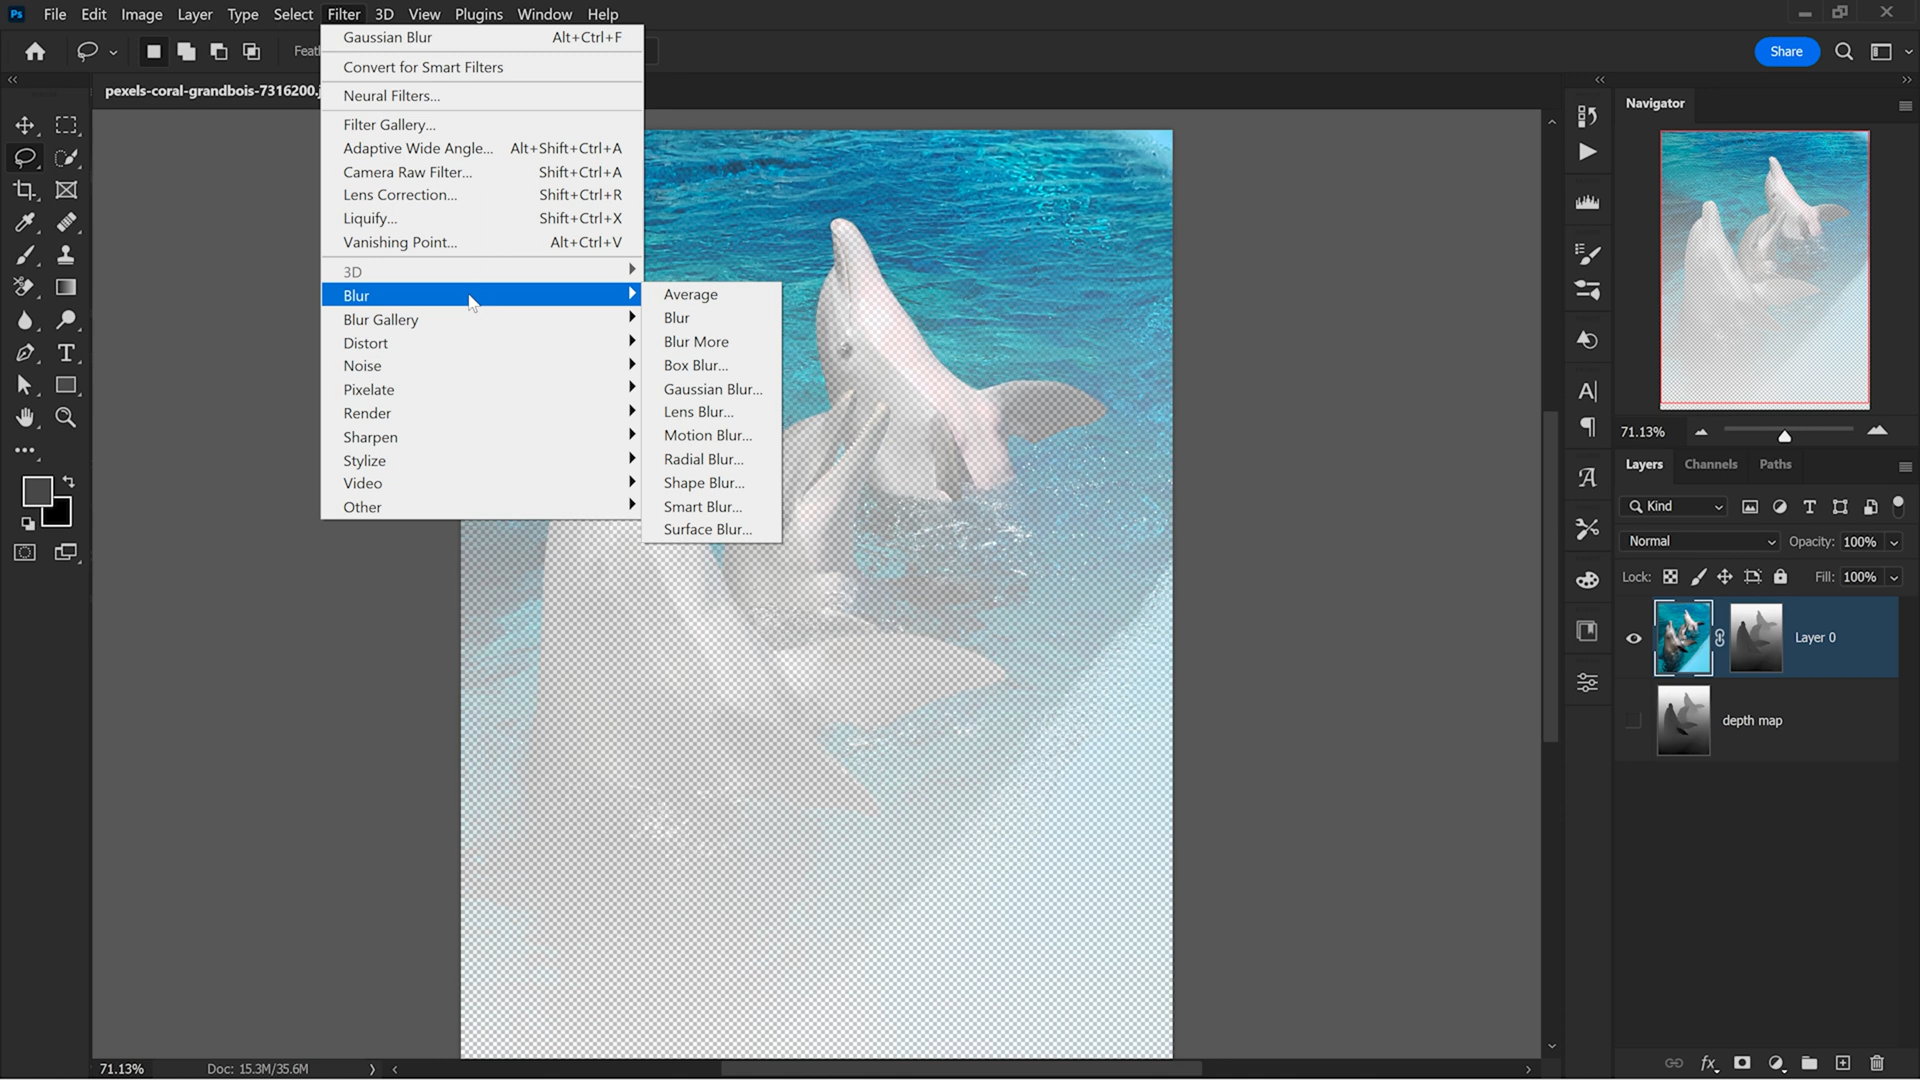 Ps File Edit Image Layer Type Select Filter 3D View Plugins Window Help
Share
pexels-coral-grandbois-7316200.j
Gaussian Blur Alt+Ctrl+F
Convert for Smart Filters
Neural Filters...
Filter Gallery...
Adaptive Wide Angle... Alt+Shift+Ctrl+A
Camera Raw Filter... Shift+Ctrl+A
Lens Correction... Shift+Ctrl+R
Liquify... Shift+Ctrl+X
Vanishing Point... Alt+Ctrl+V
3D
Blur
Blur Gallery
Distort
Noise
Pixelate
Render
Sharpen
Stylize
Video
Other
Average
Blur
Blur More
Box Blur...
Gaussian Blur...
Lens Blur...
Motion Blur...
Radial Blur...
Shape Blur...
Smart Blur...
Surface Blur...
Navigator
71.13%
Layers Channels Paths
Kind
Normal Opacity: 100%
Lock: Fill: 100%
Layer 0
depth map
71.13% Doc: 15.3M/35.6M